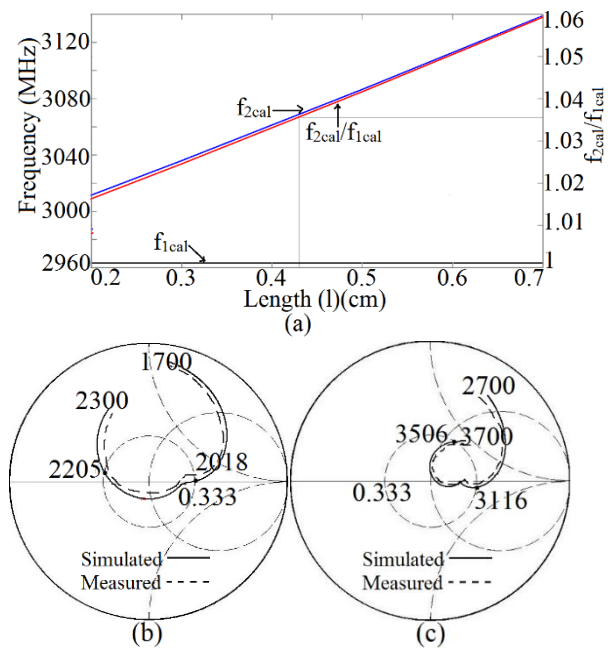 3140
3080
3040
3000
2960
Frequency (MHz)
1.06
1.05
1.04
1.03
1.02
1.01
1
f2cal/f1cal
f2cal
f2cal/f1cal
f1cal
0.2 0.3 0.4 0.5 0.6 0.7
Length (l)(cm)
(a)
1700
2300
2205
2018
0.333
Simulated
Measured
(b)
2700
3506 3700
0.333
3116
Simulated
Measured
(c)